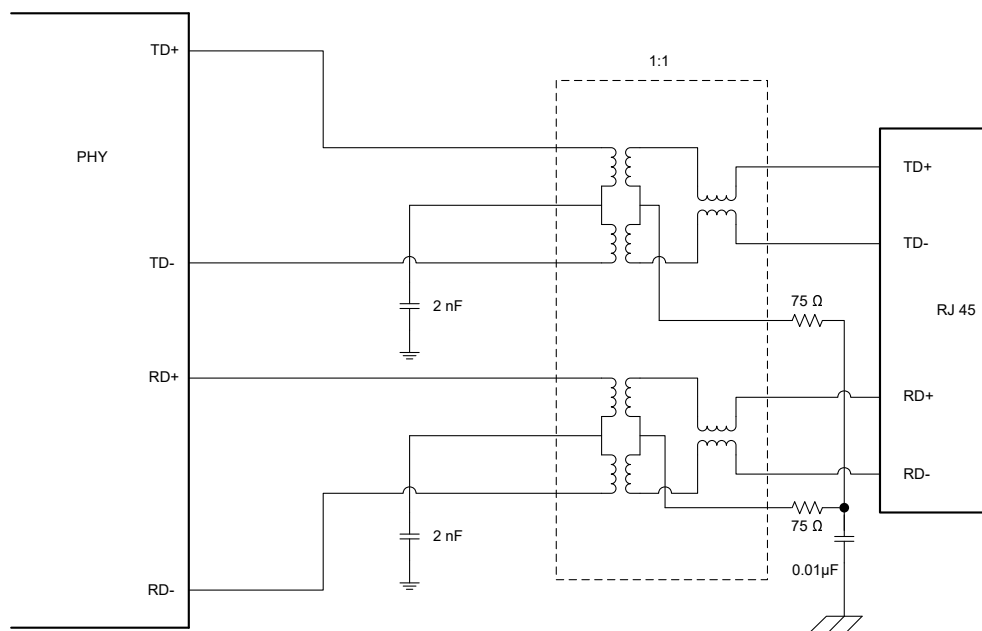 1:1
TD+
PHY
TD+
TD-
TD-
2 nF
75 Ω
RJ 45
RD+
RD+
RD-
75 Ω
2 nF
0.01µF
RD-